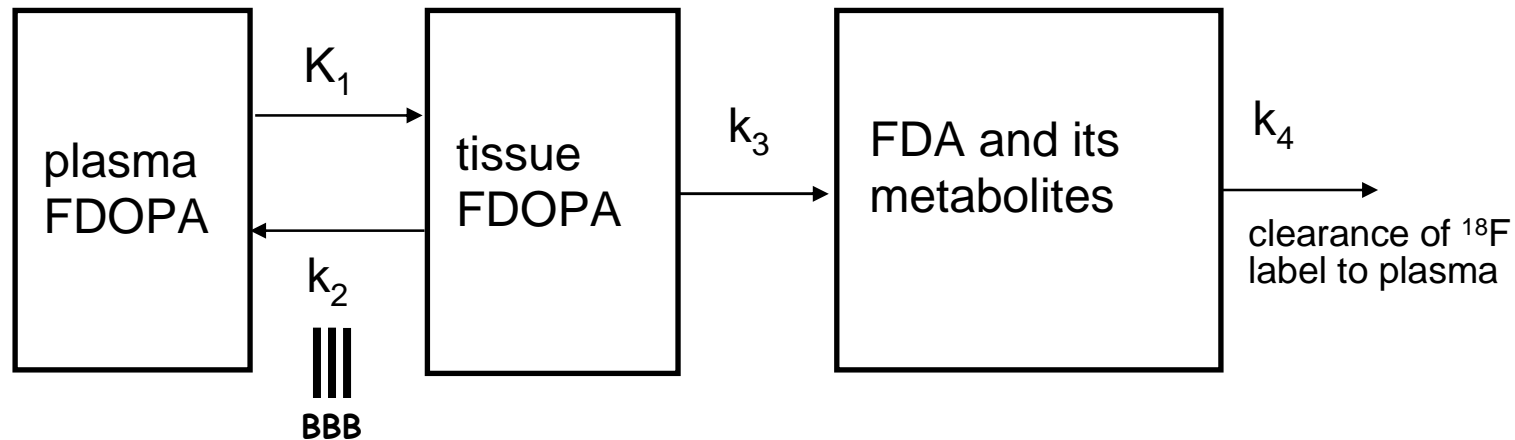 K₁
plasma
FDOPA
k₂
BBB
tissue
FDOPA
k₃
FDA and its
metabolites
k₄
clearance of ¹⁸F
label to plasma